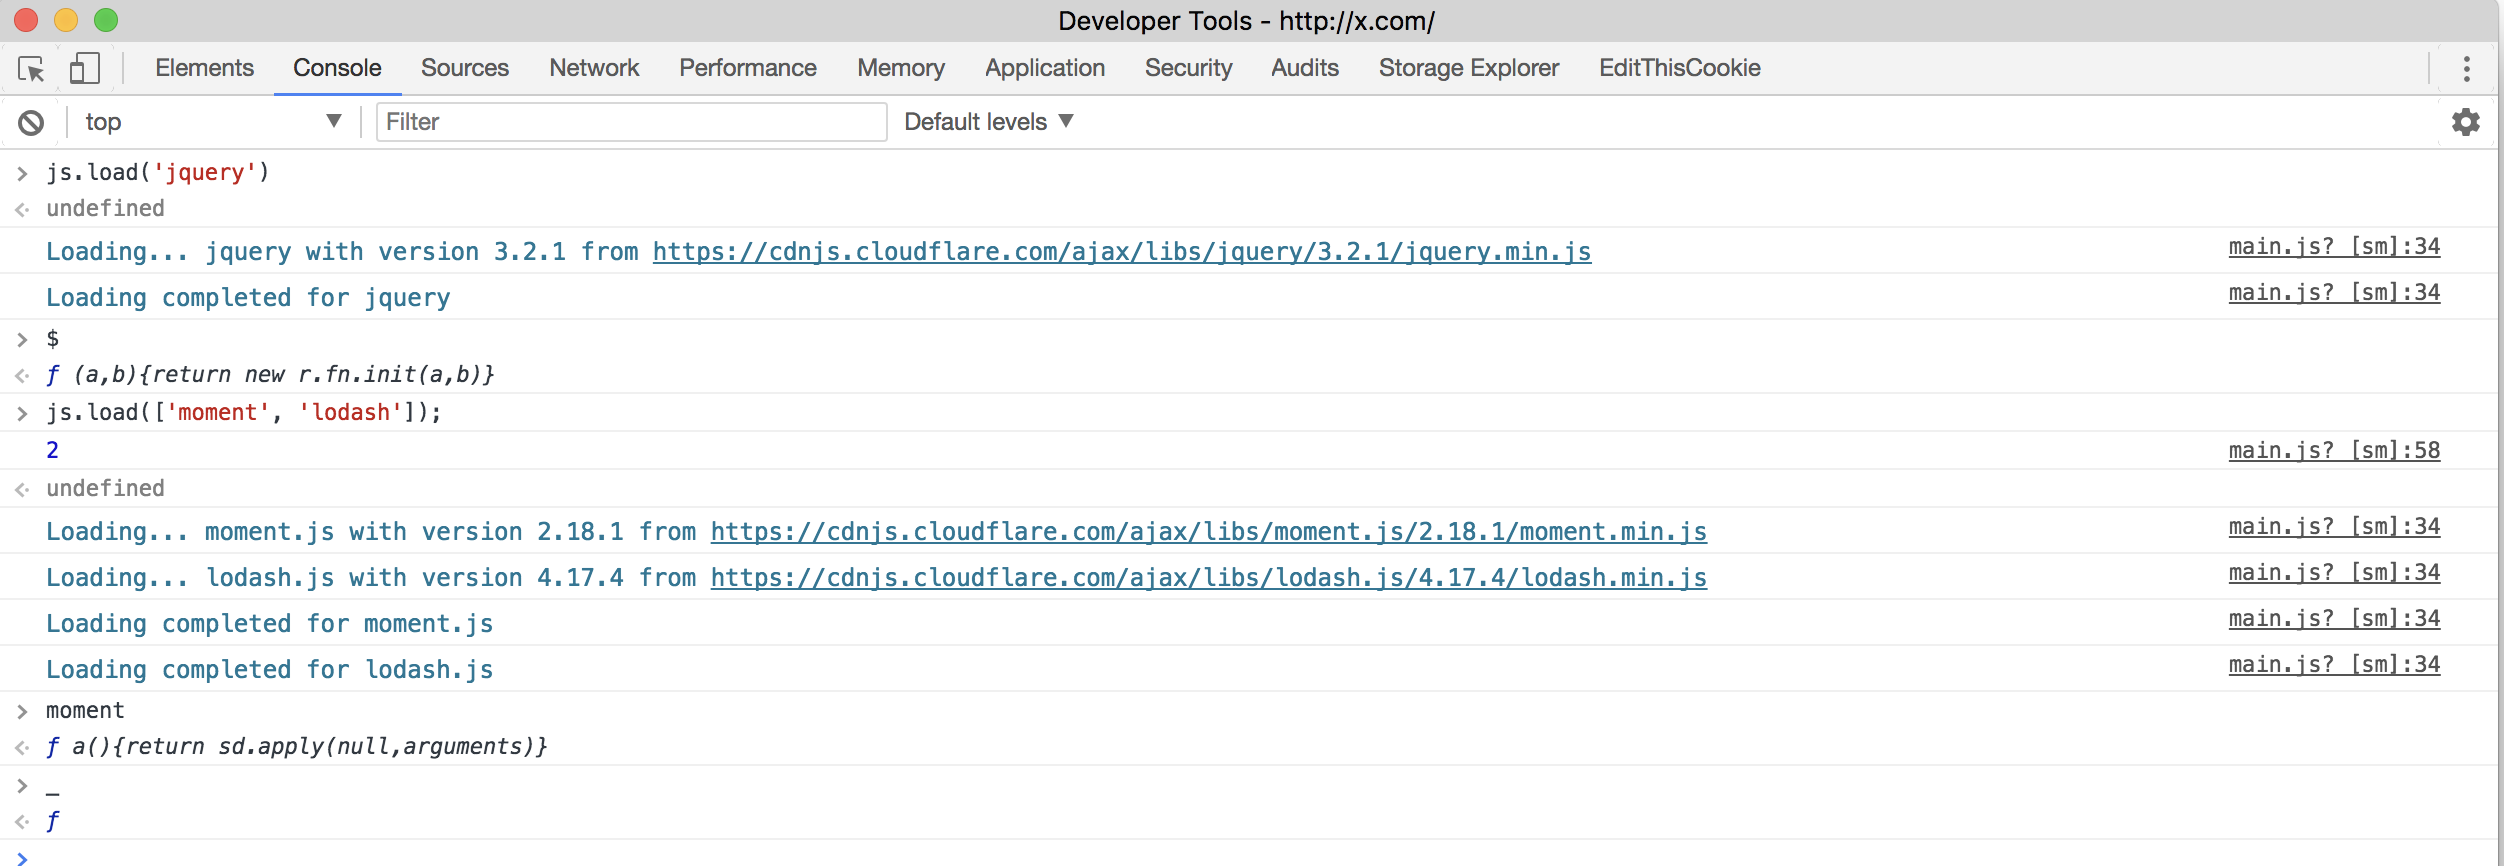 Developer Tools - http://x.com/
Elements Console Sources Network Performance Memory Application Security Audits Storage Explorer EditThisCookie
top ▼ Filter Default levels ▼
> js.load('jquery')
undefined
Loading... jquery with version 3.2.1 from https://cdnjs.cloudflare.com/ajax/libs/jquery/3.2.1/jquery.min.js main.js? [sm]:34
Loading completed for jquery main.js? [sm]:34
> $
ƒ (a,b){return new r.fn.init(a,b)}
> js.load(['moment', 'lodash']);
2 main.js? [sm]:58
undefined
Loading... moment.js with version 2.18.1 from https://cdnjs.cloudflare.com/ajax/libs/moment.js/2.18.1/moment.min.js main.js? [sm]:34
Loading... lodash.js with version 4.17.4 from https://cdnjs.cloudflare.com/ajax/libs/lodash.js/4.17.4/lodash.min.js main.js? [sm]:34
Loading completed for moment.js main.js? [sm]:34
Loading completed for lodash.js main.js? [sm]:34
> moment
ƒ a(){return sd.apply(null,arguments)}
> _
ƒ
>